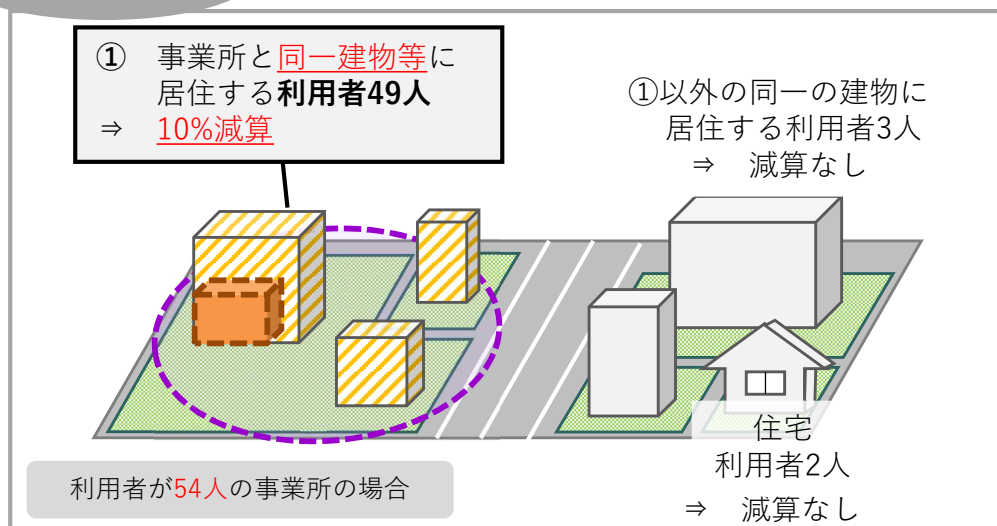 ① 事業所と同一建物等に
居住する利用者49人
⇒ 10%減算
①以外の同一の建物に
居住する利用者3人
⇒ 減算なし
住宅
利用者2人
⇒ 減算なし
利用者が54人の事業所の場合